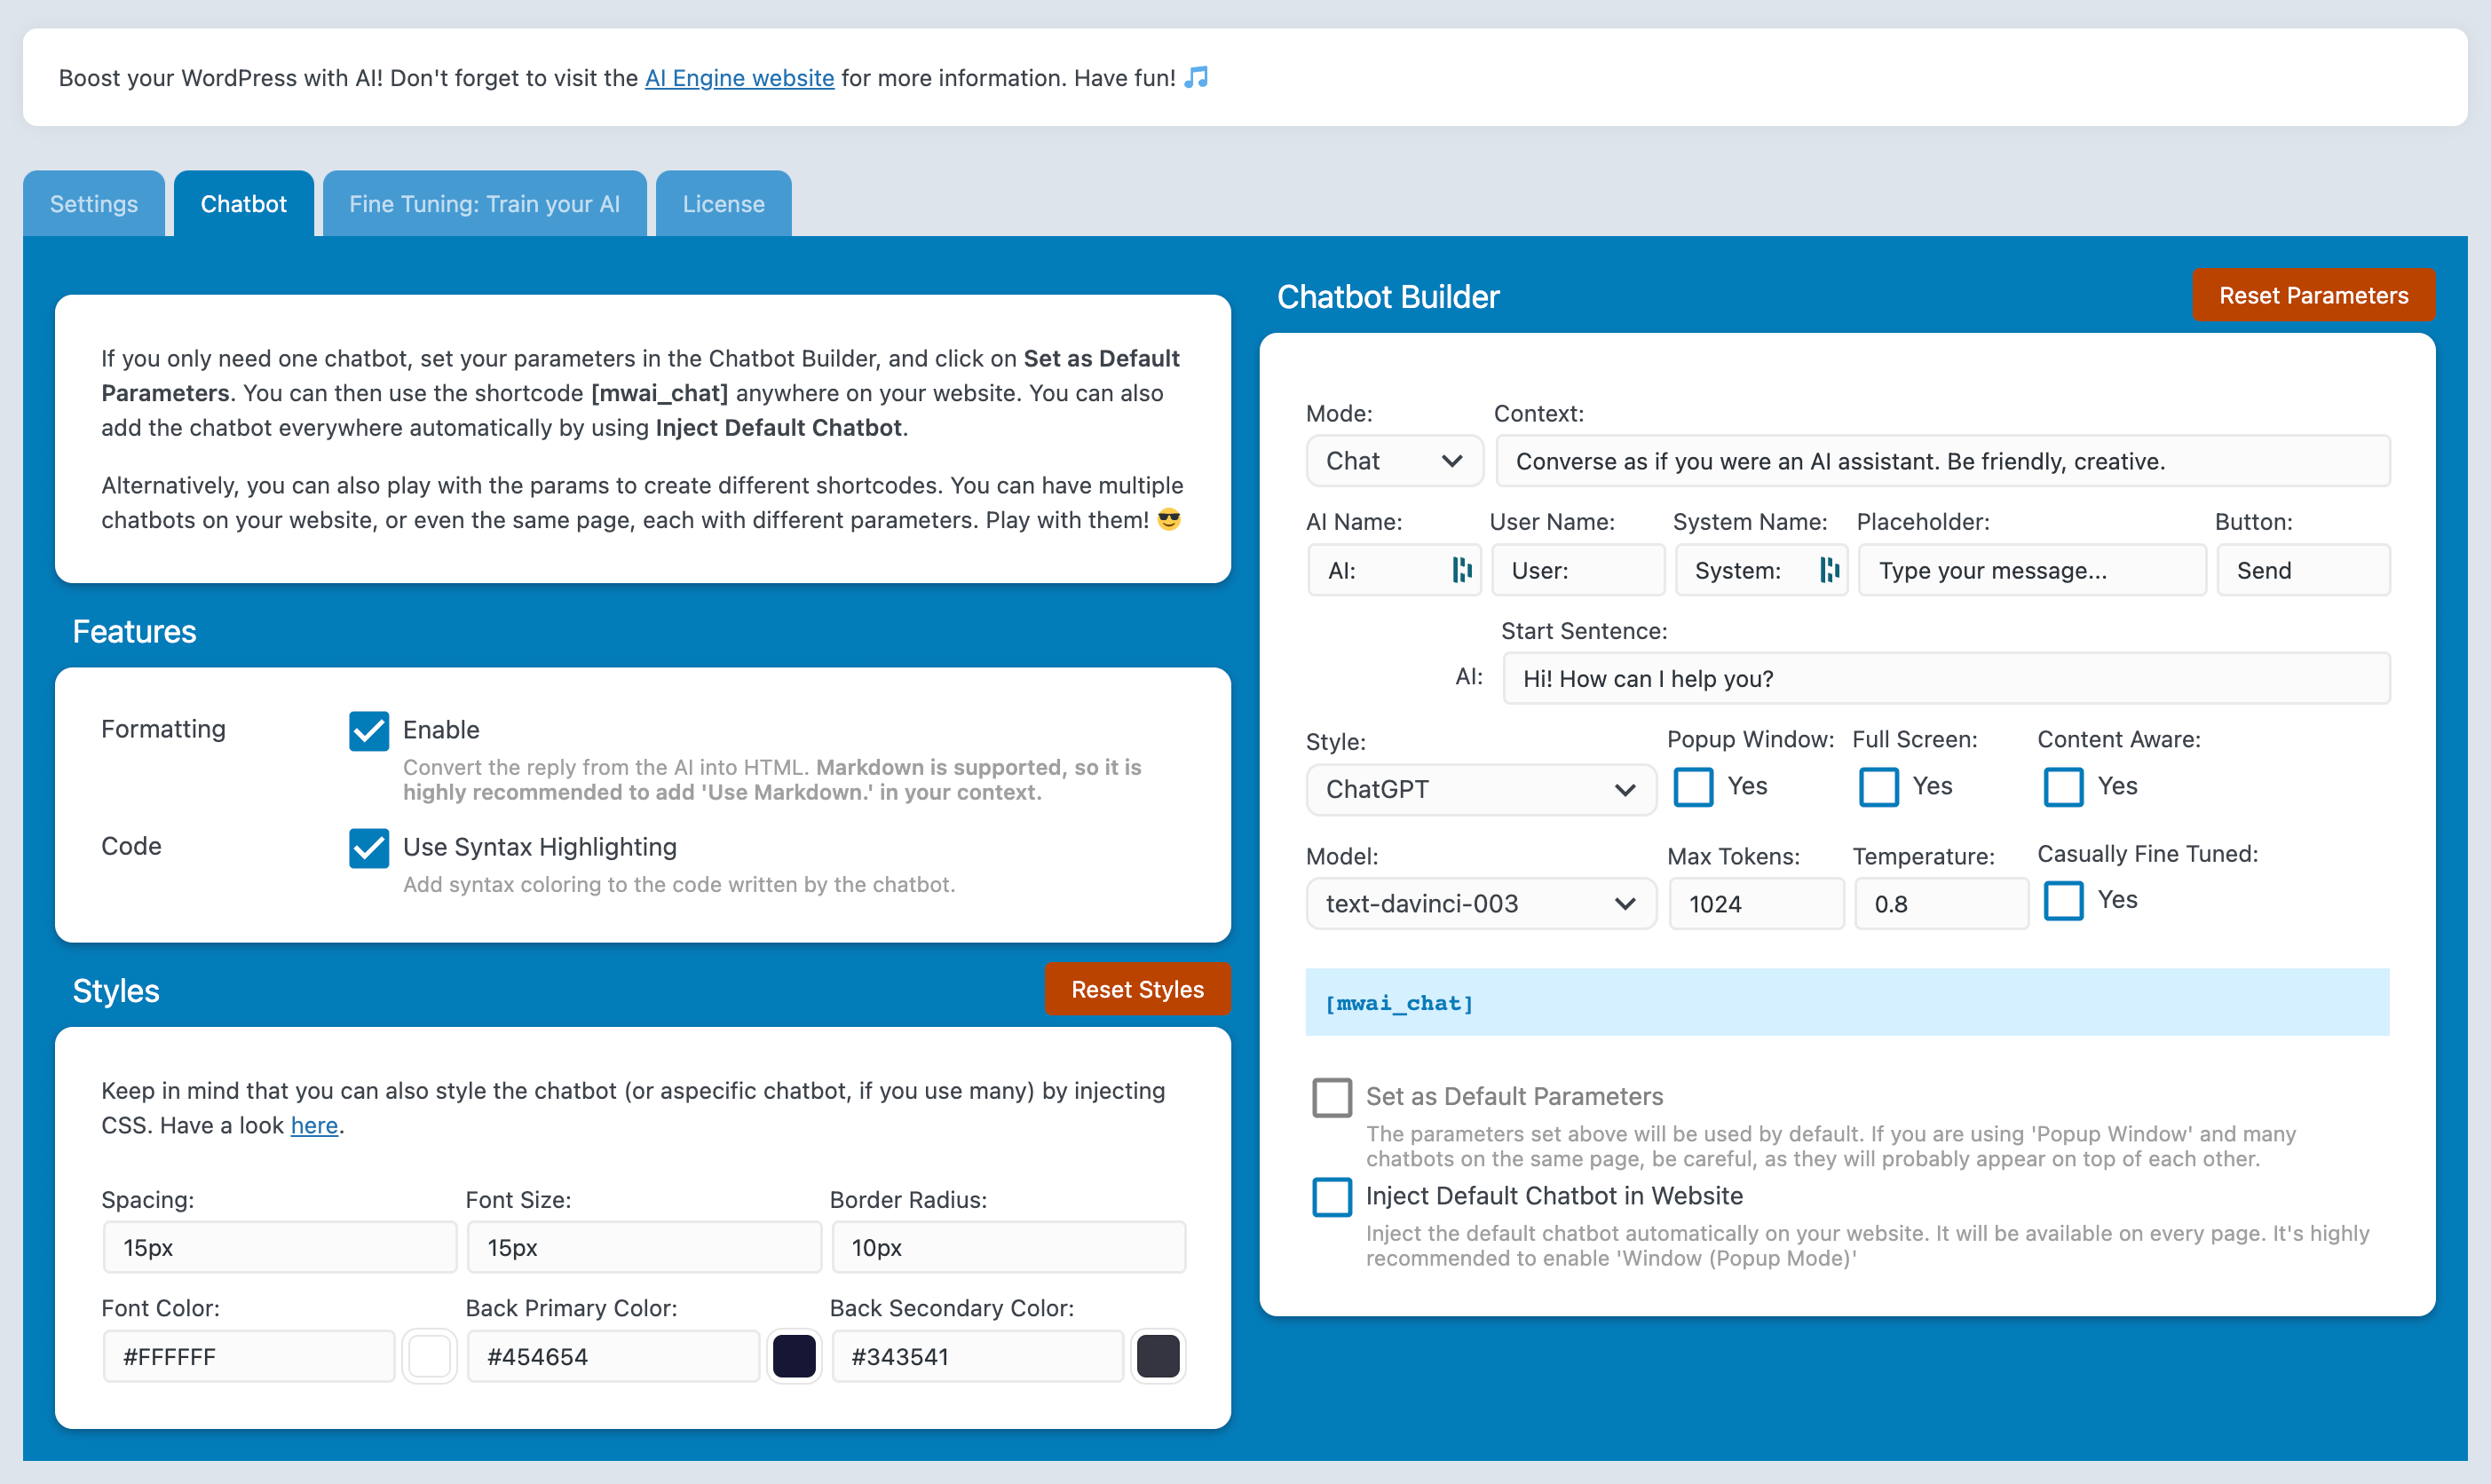 Boost your WordPress with AI! Don't forget to visit the AI Engine website for more information. Have fun! 🎵
Settings
Chatbot
Fine Tuning: Train your AI
License
If you only need one chatbot, set your parameters in the Chatbot Builder, and click on Set as Default
Parameters. You can then use the shortcode [mwai_chat] anywhere on your website. You can also
add the chatbot everywhere automatically by using Inject Default Chatbot.
Alternatively, you can also play with the params to create different shortcodes. You can have multiple
chatbots on your website, or even the same page, each with different parameters. Play with them! 😎
Features
Formatting
Enable
Convert the reply from the AI into HTML. Markdown is supported, so it is
highly recommended to add 'Use Markdown.' in your context.
Code
Use Syntax Highlighting
Add syntax coloring to the code written by the chatbot.
Styles
Reset Styles
Keep in mind that you can also style the chatbot (or aspecific chatbot, if you use many) by injecting
CSS. Have a look here.
Spacing: Font Size: Border Radius:
15px 15px 10px
Font Color: Back Primary Color: Back Secondary Color:
#FFFFFF #454654 #343541
Chatbot Builder
Reset Parameters
Mode: Context:
Chat Converse as if you were an AI assistant. Be friendly, creative.
AI Name: User Name: System Name: Placeholder: Button:
AI: User: System: Type your message... Send
Start Sentence:
AI: Hi! How can I help you?
Style: Popup Window: Full Screen: Content Aware:
ChatGPT Yes Yes Yes
Model: Max Tokens: Temperature: Casually Fine Tuned:
text-davinci-003 1024 0.8 Yes
[mwai_chat]
Set as Default Parameters
The parameters set above will be used by default. If you are using 'Popup Window' and many
chatbots on the same page, be careful, as they will probably appear on top of each other.
Inject Default Chatbot in Website
Inject the default chatbot automatically on your website. It will be available on every page. It's highly
recommended to enable 'Window (Popup Mode)'